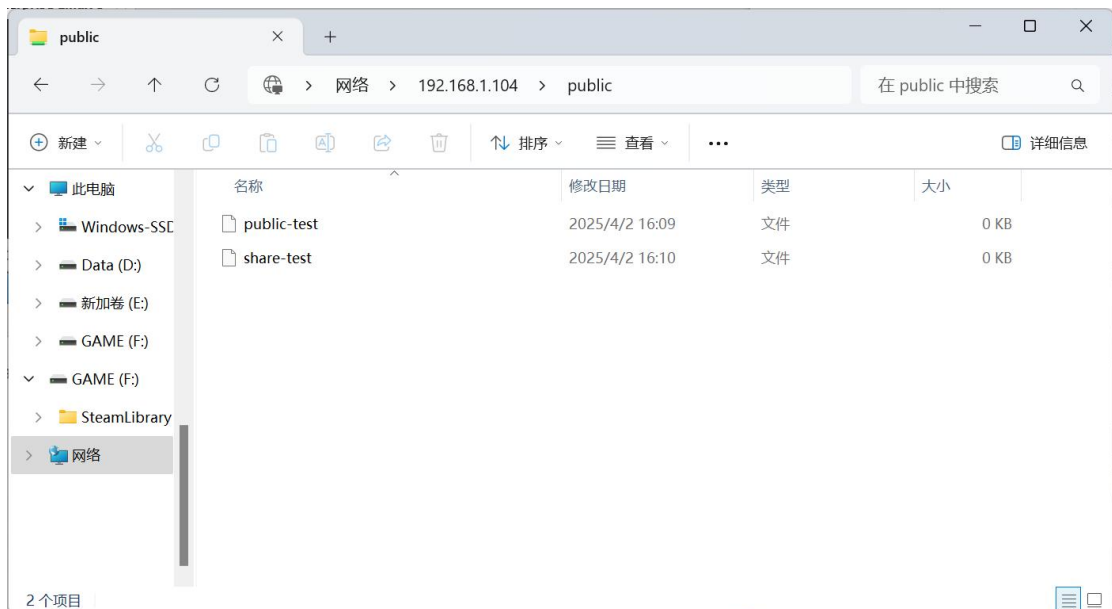 public
网络 > 192.168.1.104 > public
在 public 中搜索
新建
排序
查看
详细信息
名称
修改日期
类型
大小
此电脑
Windows-SSD
Data (D:)
新加卷 (E:)
GAME (F:)
GAME (F:)
SteamLibrary
网络
public-test
2025/4/2 16:09
文件
0 KB
share-test
2025/4/2 16:10
文件
0 KB
2 个项目